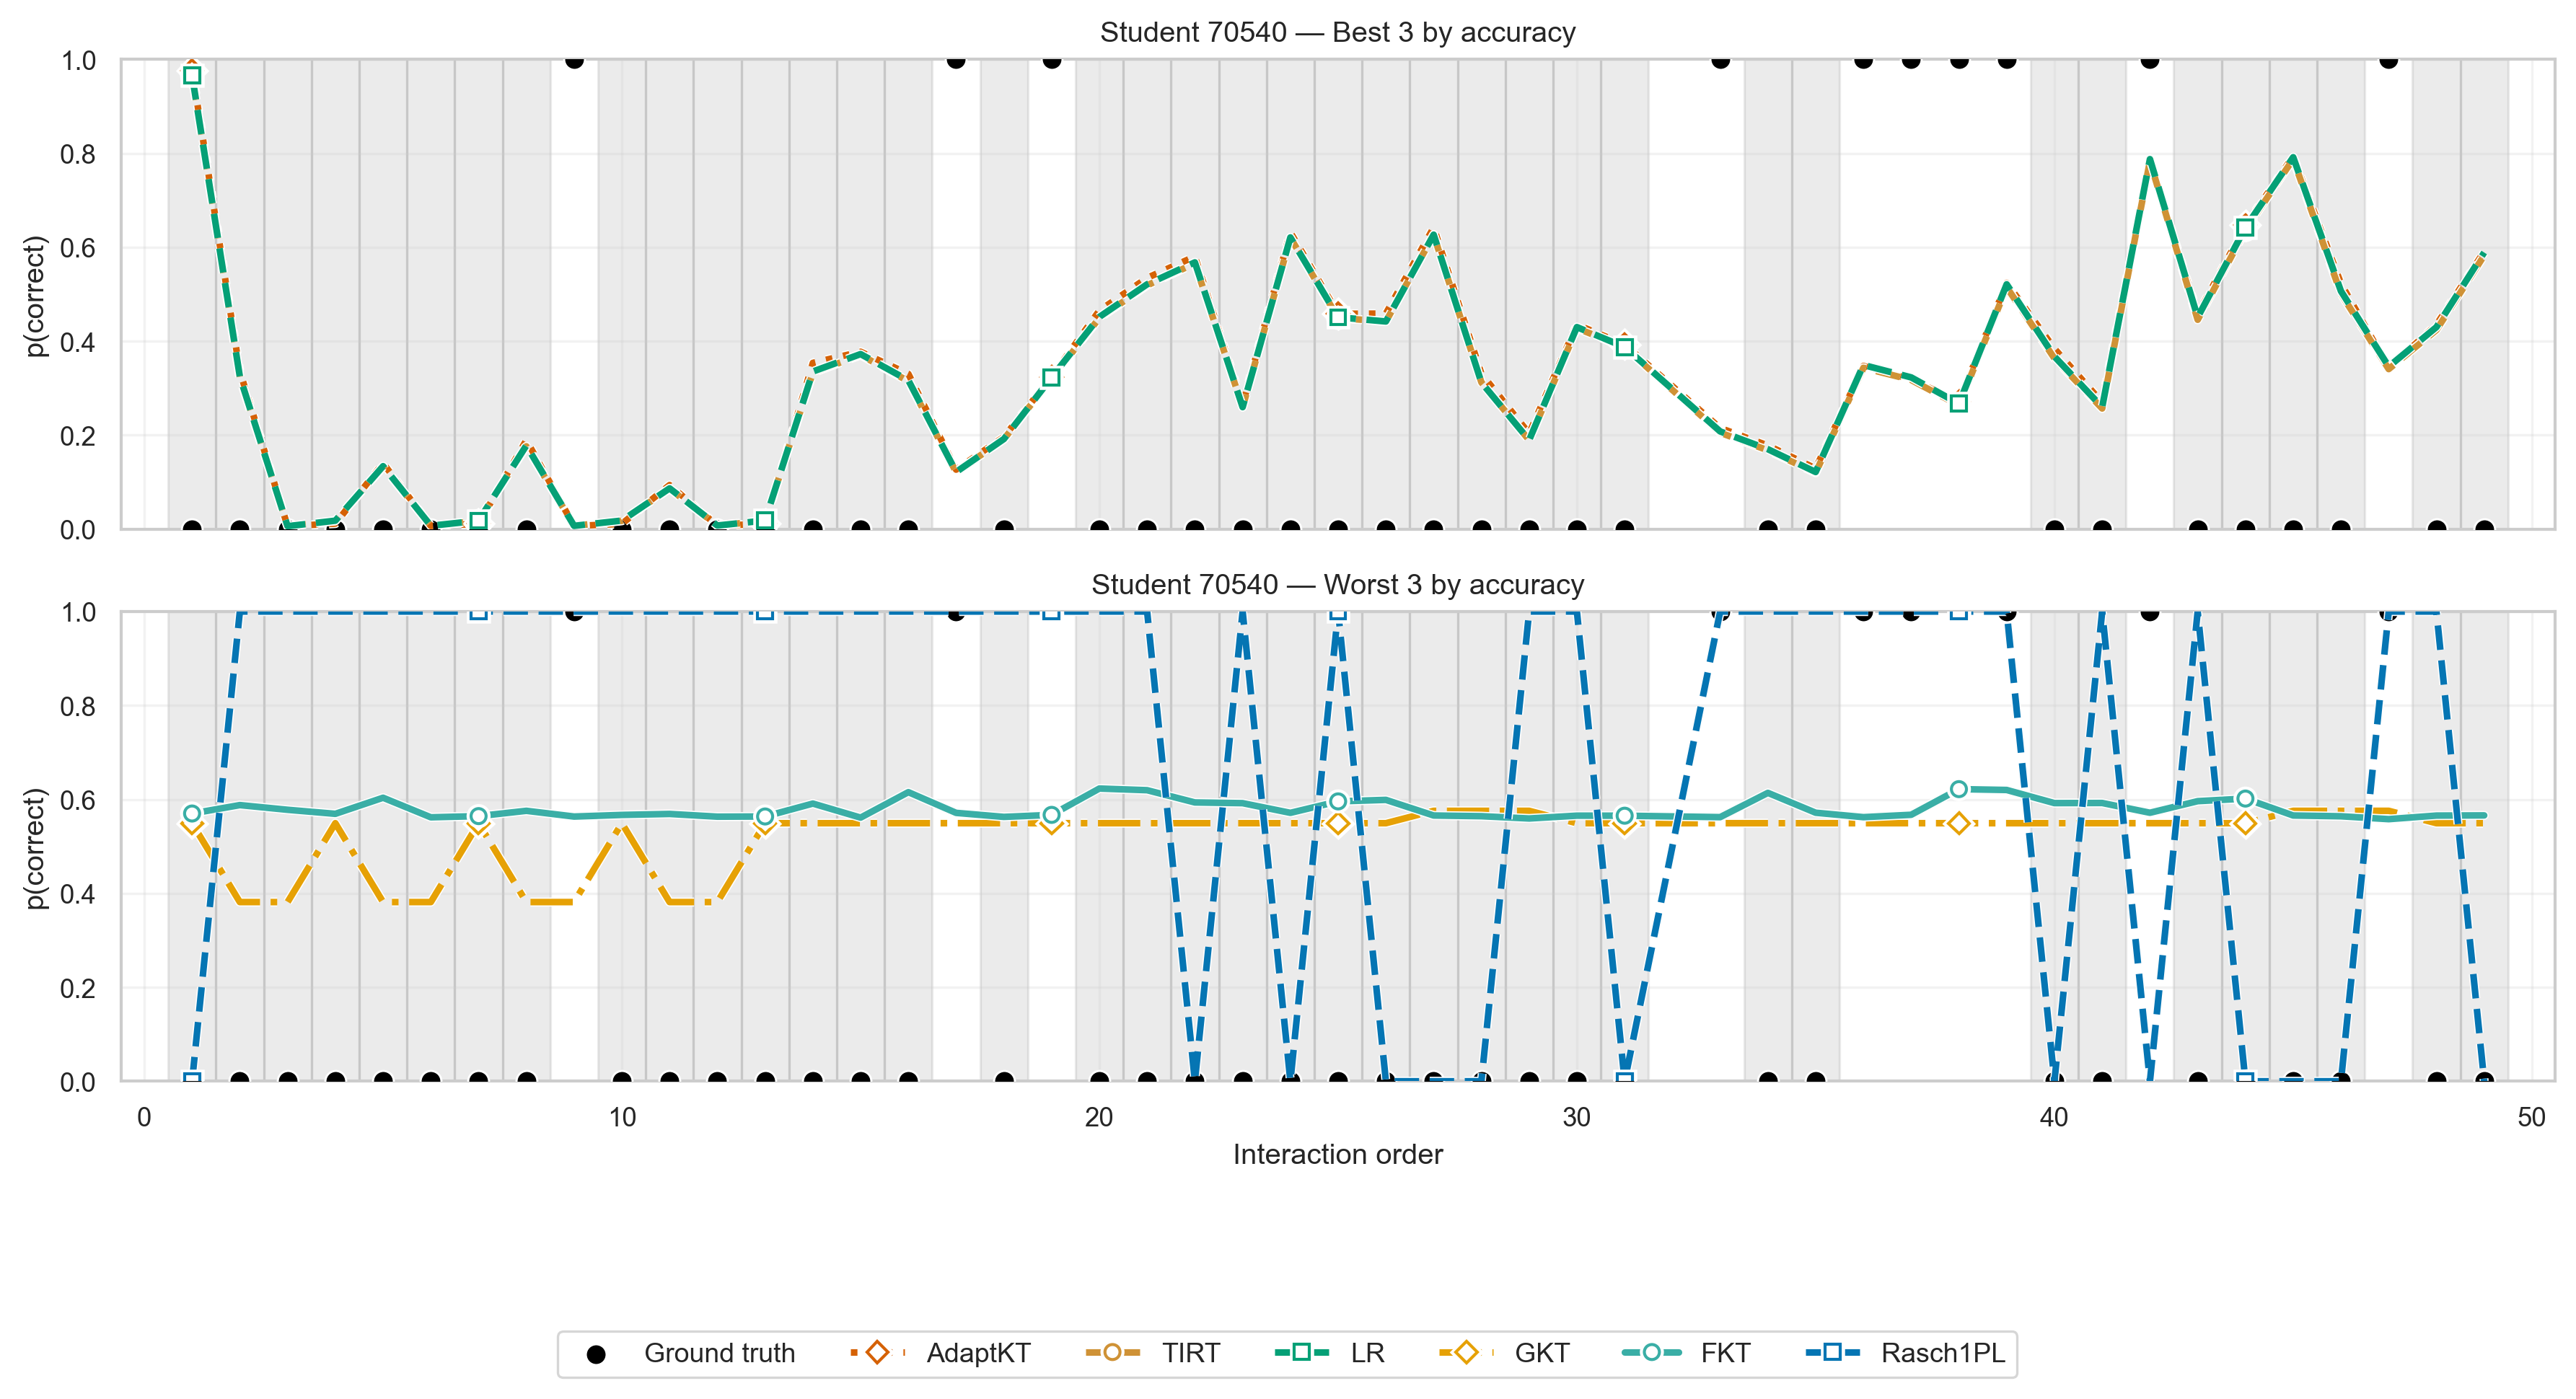 Student 70540 — Best 3 by accuracy
1.0
0.8
0.6
0.4
0.2
0.0
p(correct)
Student 70540 — Worst 3 by accuracy
1.0
0.8
0.6
0.4
0.2
0.0
p(correct)
0 10 20 30 40 50
Interaction order
Ground truth AdaptKT TIRT LR GKT FKT Rasch1PL